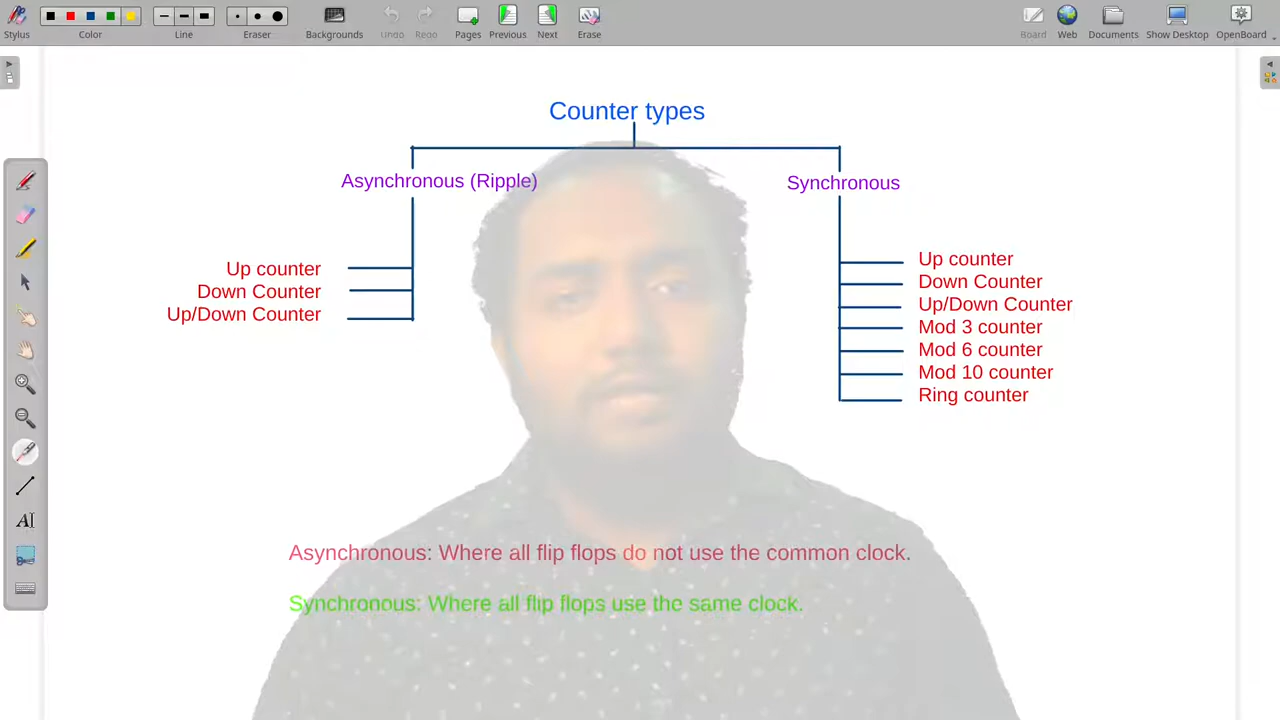 Stylus
Color
Line
Eraser
Backgrounds
Undo
Redo
Pages
Previous
Next
Erase
Board
Web
Documents
Show Desktop
OpenBoard
Counter types
Asynchronous (Ripple)
Synchronous
Up counter
Down Counter
Up/Down Counter
Up counter
Down Counter
Up/Down Counter
Mod 3 counter
Mod 6 counter
Mod 10 counter
Ring counter
Asynchronous: Where all flip flops do not use the common clock.
Synchronous: Where all flip flops use the same clock.